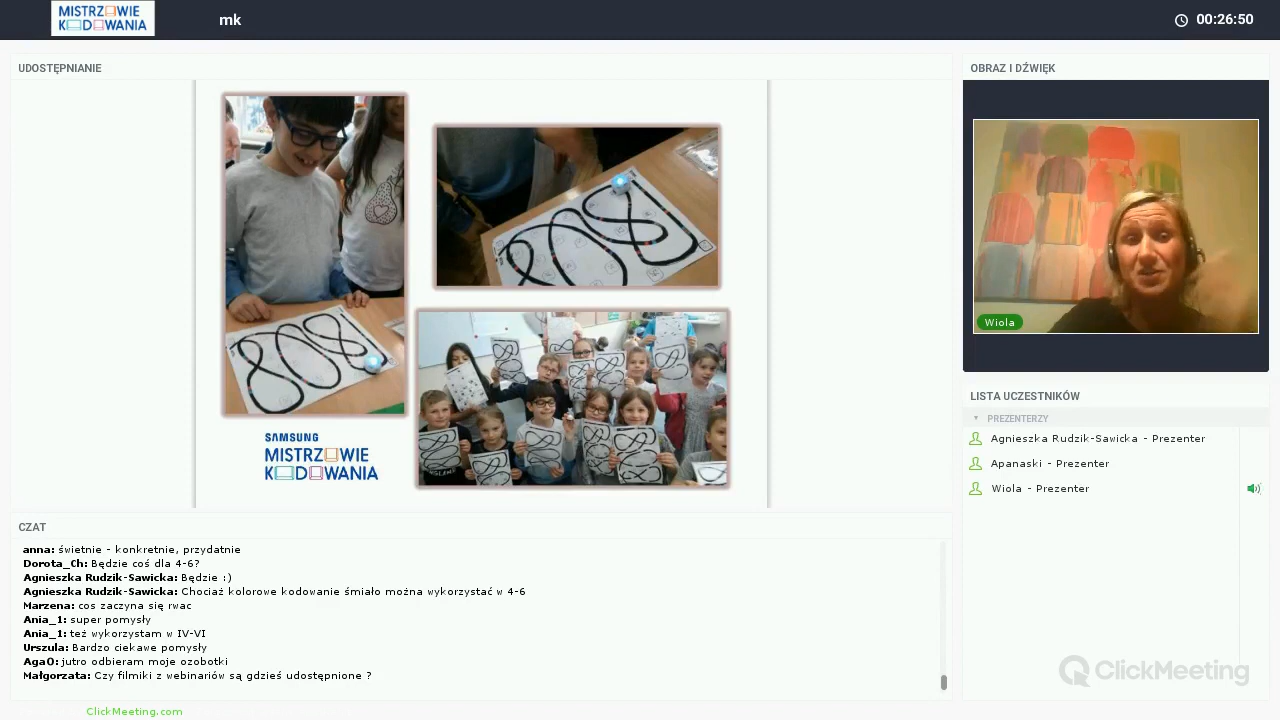 MISTRZOWIE
KODOWANIA
mk
00:26:50
UDOSTĘPNIANIE
SAMSUNG
MISTRZOWIE
KODOWANIA
CZAT
anna: świetnie - konkretnie, przydatnie
Dorota_Ch: Będzie coś dla 4-6?
Agnieszka Rudzik-Sawicka: Będzie :)
Agnieszka Rudzik-Sawicka: Chociaż kolorowe kodowanie śmiało można wykorzystać w 4-6
Marzena: cos zaczyna się rwac
Ania_1: super pomysły
Ania_1: też wykorzystam w IV-VI
Urszula: Bardzo ciekawe pomysły
AgaO: jutro odbieram moje ozobotki
Małgorzata: Czy filmiki z webinariów są gdzieś udostępnione ?
ClickMeeting.com
OBRAZ I DŹWIĘK
Wiola
LISTA UCZESTNIKÓW
PREZENTERZY
Agnieszka Rudzik-Sawicka - Prezenter
Apanaski - Prezenter
Wiola - Prezenter
ClickMeeting